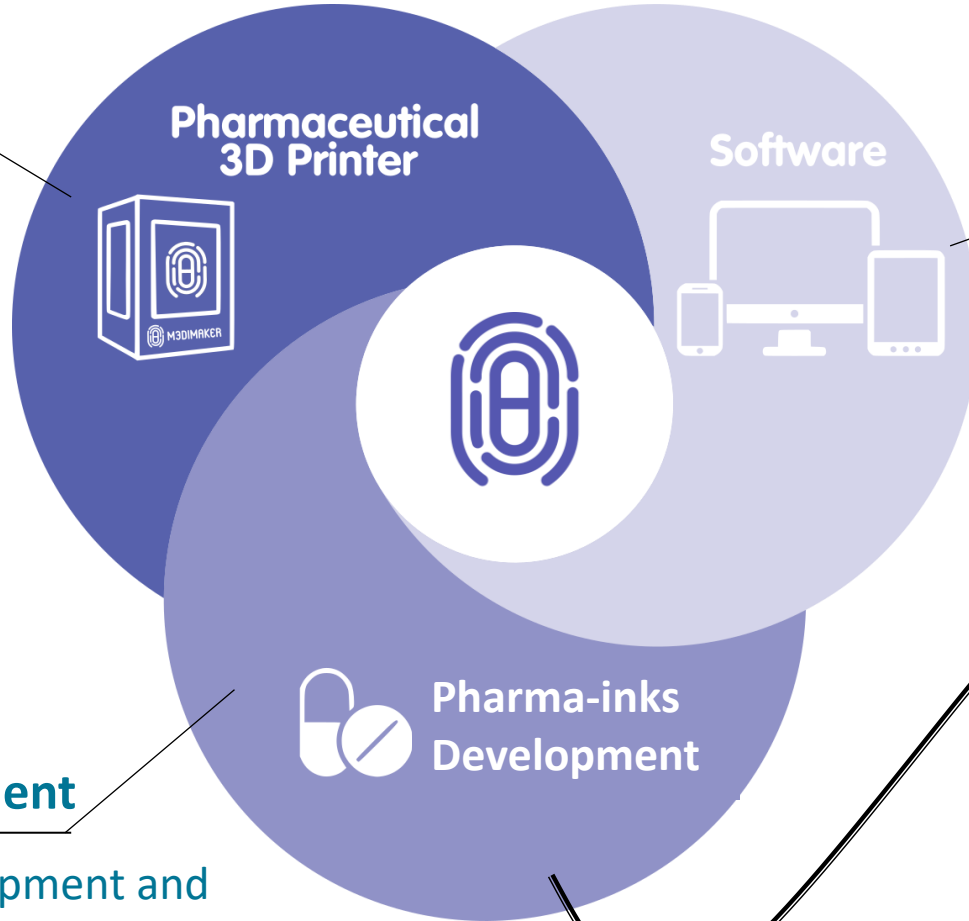 Pharmaceutical
3D Printer
Software
M3DIMAKER
Pharma-inks
Development
ent
pment and